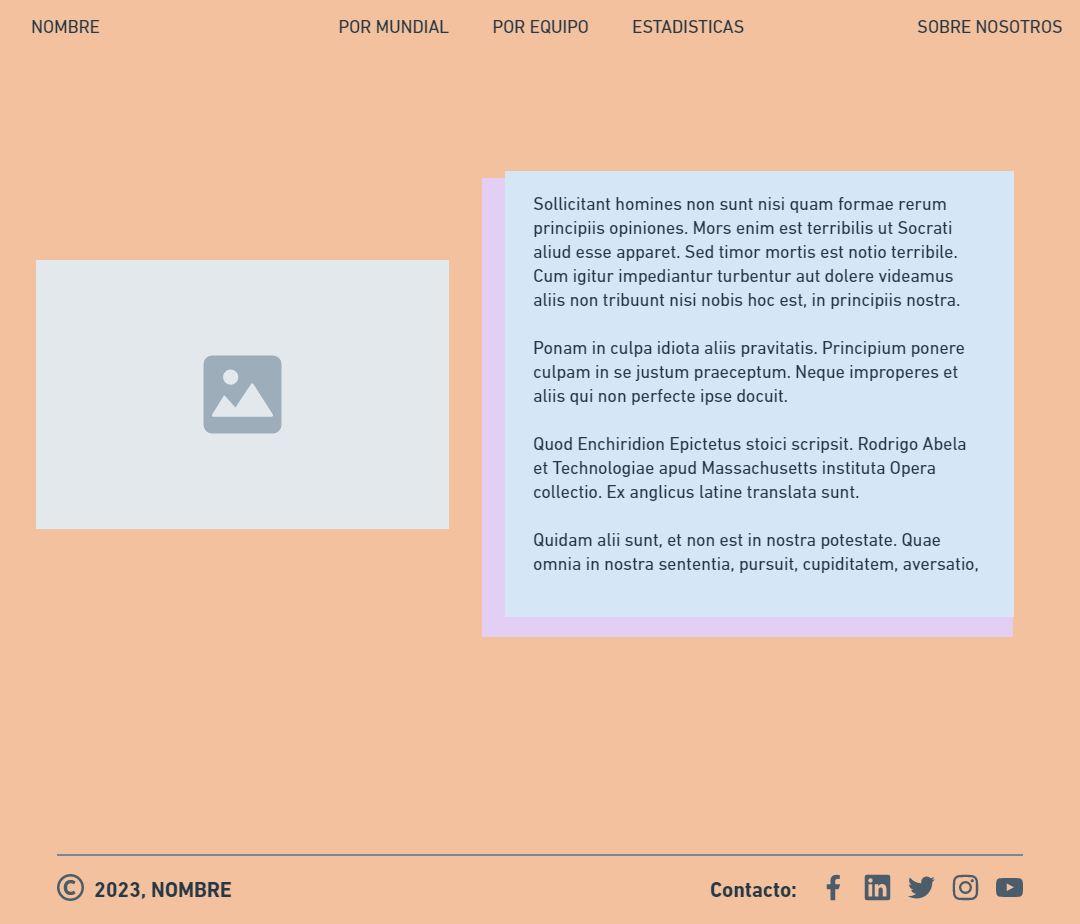 NOMBRE POR MUNDIAL POR EQUIPO ESTADISTICAS SOBRE NOSOTROS
Sollicitant homines non sunt nisi quam formae rerum
principiis opiniones. Mors enim est terribilis ut Socrati
aliud esse apparet. Sed timor mortis est notio terribile.
Cum igitur impediantur turbentur aut dolere videamus
aliis non tribuunt nisi nobis hoc est, in principiis nostra.
Ponam in culpa idiota aliis pravitatis. Principium ponere
culpam in se justum praeceptum. Neque improperes et
aliis qui non perfecte ipse docuit.
Quod Enchiridion Epictetus stoici scripsit. Rodrigo Abela
et Technologiae apud Massachusetts instituta Opera
collectio. Ex anglicus latine translata sunt.
Quidam alii sunt, et non est in nostra potestate. Quae
omnia in nostra sententia, pursuit, cupiditatem, aversatio,
© 2023, NOMBRE Contacto: